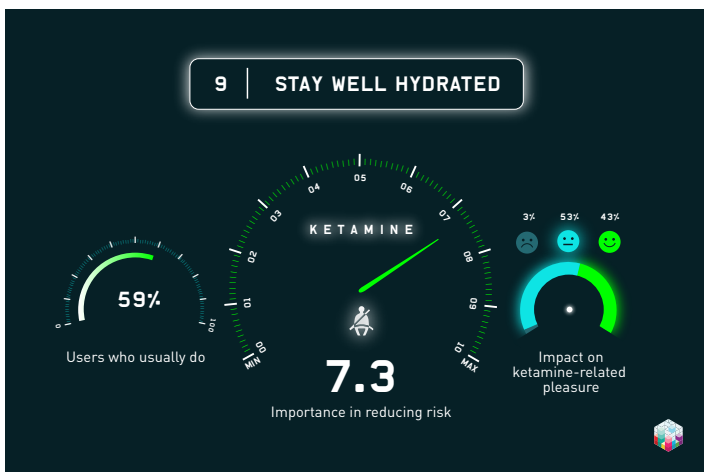 9 | STAY WELL HYDRATED
05
04
06
03
07
KETAMINE
02
08
01
09
00
10
MIN
MAX
7.3
Importance in reducing risk
59%
0
100
Users who usually do
3% 53% 43%
Impact on
ketamine-related
pleasure